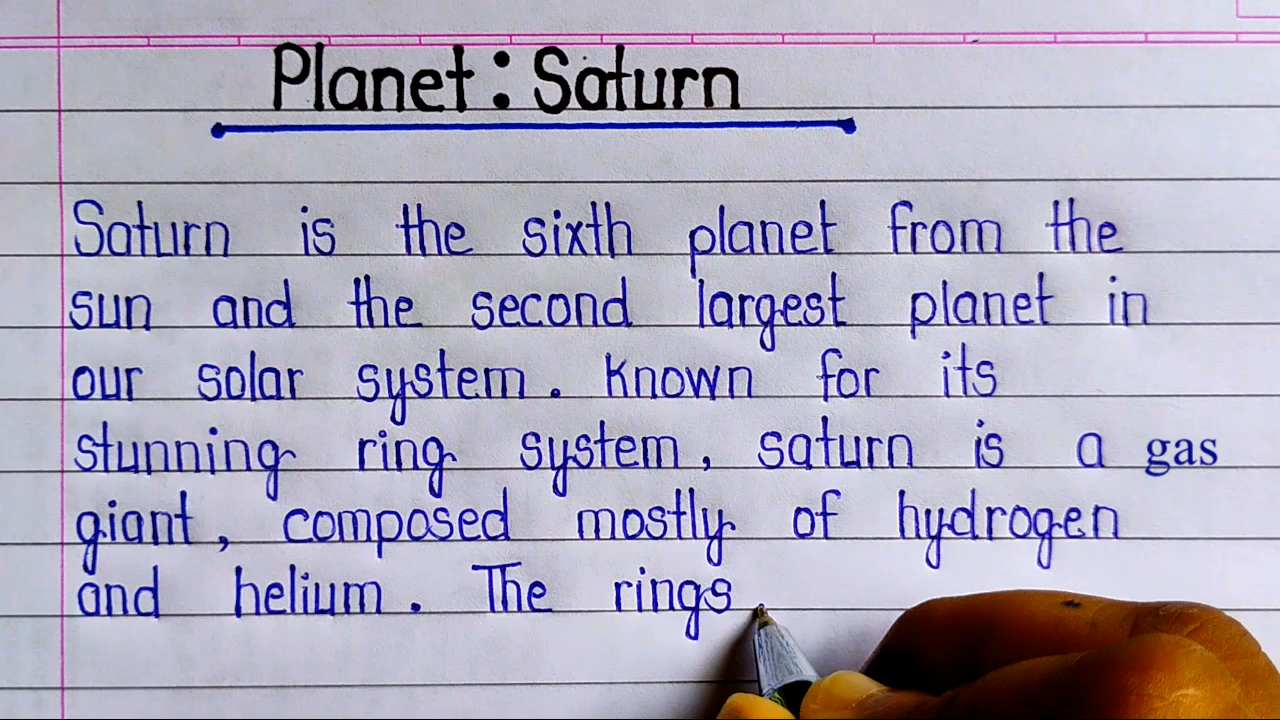 Planet: Saturn
Saturn is the sixth planet from the
sun and the second largest planet in
our solar system. Known for its
stunning ring system, saturn is a gas
giant, composed mostly of hydrogen
and helium. The rings